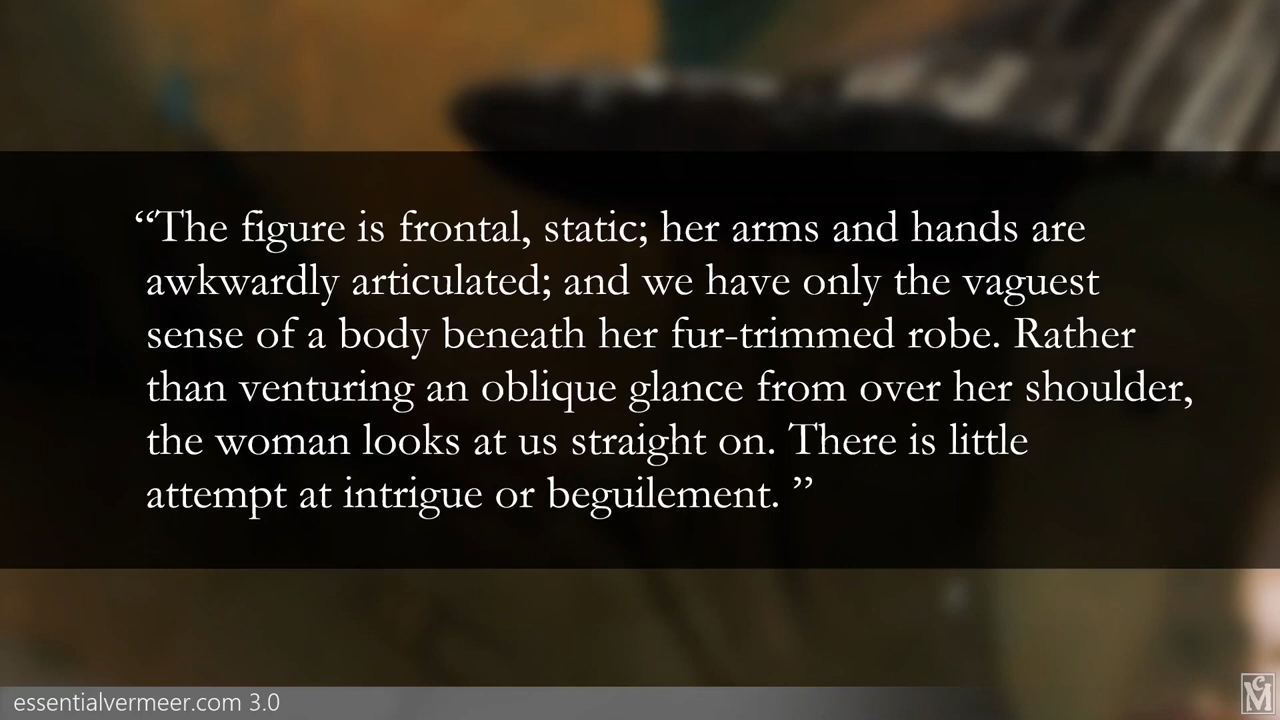 “The figure is frontal, static; her arms and hands are
awkwardly articulated; and we have only the vaguest
sense of a body beneath her fur-trimmed robe. Rather
than venturing an oblique glance from over her shoulder,
the woman looks at us straight on. There is little
attempt at intrigue or beguilement. ”
essentialvermeer.com 3.0